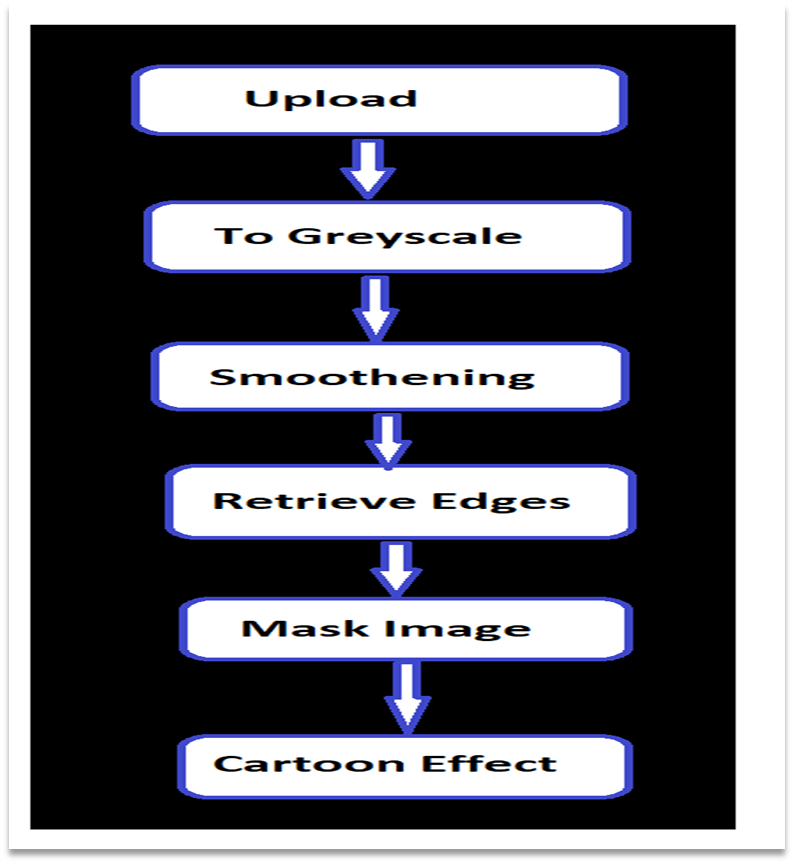 Upload
To Greyscale
Smoothening
Retrieve Edges
Mask Image
Cartoon Effect